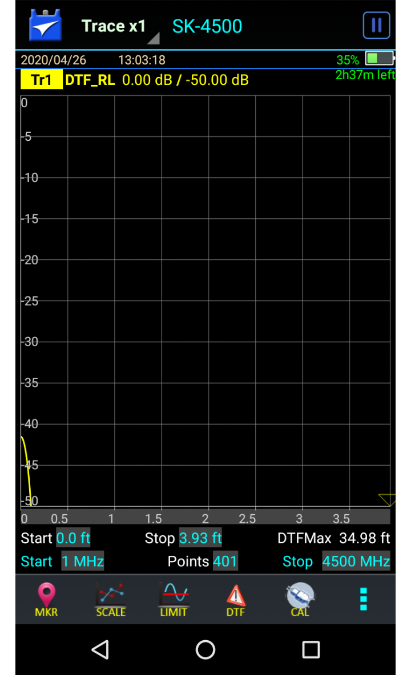 Trace x1 SK-4500
2020/04/26 13:03:18 35%
2h37m left
Tr1 DTF_RL 0.00 dB / -50.00 dB
0
-5
-10
-15
-20
-25
-30
-35
-40
-45
-50
0 0.5 1 1.5 2 2.5 3 3.5
Start 0.0 ft Stop 3.93 ft DTFMax 34.98 ft
Start 1 MHz Points 401 Stop 4500 MHz
MKR SCALE LIMIT DTF CAL